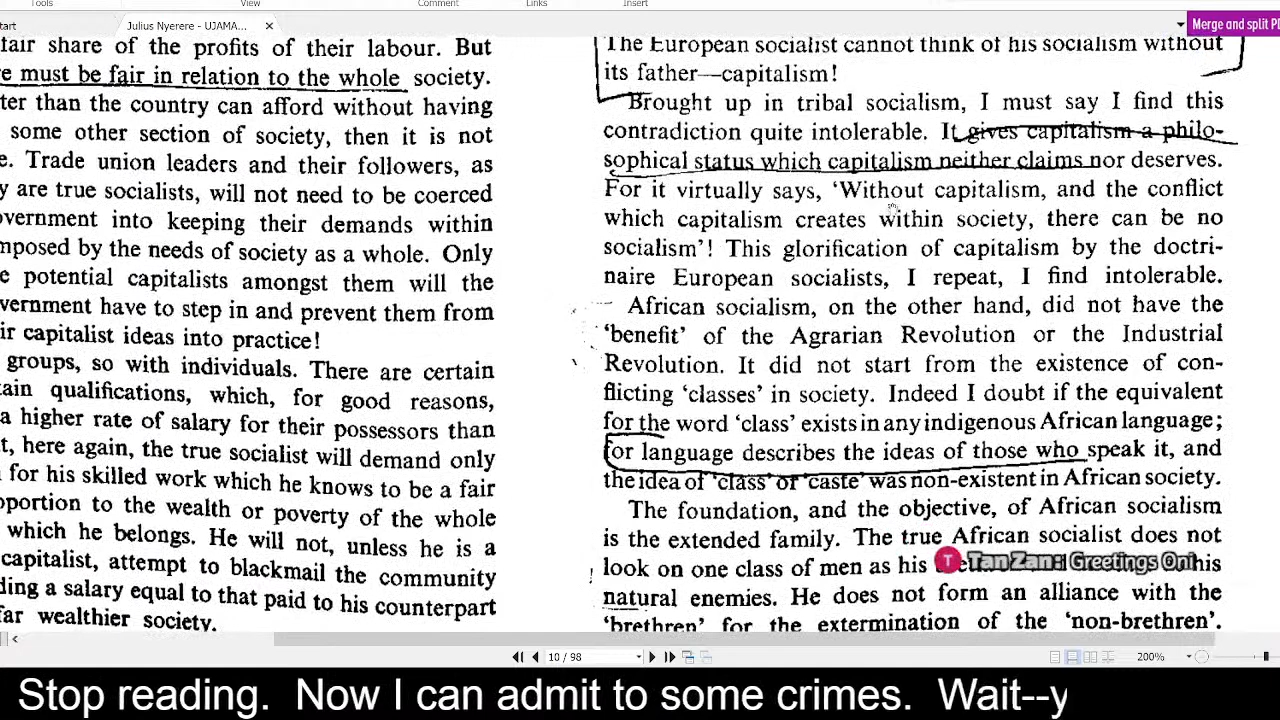 Tools View Comment Links Insert
tart Julius Nyerere - UJAMA... × Merge and split P
fair share of the profits of their labour. But
e must be fair in relation to the whole society.
ter than the country can afford without having
some other section of society, then it is not
e. Trade union leaders and their followers, as
y are true socialists, will not need to be coerced
overnment into keeping their demands within
mposed by the needs of society as a whole. Only
e potential capitalists amongst them will the
vernment have to step in and prevent them from
ir capitalist ideas into practice!
groups, so with individuals. There are certain
tain qualifications, which, for good reasons,
a higher rate of salary for their possessors than
t, here again, the true socialist will demand only
for his skilled work which he knows to be a fair
oportion to the wealth or poverty of the whole
which he belongs. He will not, unless he is a
capitalist, attempt to blackmail the community
ding a salary equal to that paid to his counterpart
far wealthier society.
The European socialist cannot think of his socialism without
its father—capitalism!
Brought up in tribal socialism, I must say I find this
contradiction quite intolerable. It gives capitalism a philo-
sophical status which capitalism neither claims nor deserves.
For it virtually says, ‘Without capitalism, and the conflict
which capitalism creates within society, there can be no
socialism’! This glorification of capitalism by the doctri-
naire European socialists, I repeat, I find intolerable.
African socialism, on the other hand, did not have the
‘benefit’ of the Agrarian Revolution or the Industrial
Revolution. It did not start from the existence of con-
flicting ‘classes’ in society. Indeed I doubt if the equivalent
for the word ‘class’ exists in any indigenous African language;
for language describes the ideas of those who speak it, and
the idea of ‘class’ or ‘caste’ was non-existent in African society.
The foundation, and the objective, of African socialism
is the extended family. The true African socialist does not
look on one class of men as his his
natural enemies. He does not form an alliance with the
‘brethren’ for the extermination of the ‘non-brethren’.
T Tan Zan: Greetings Oni
10 / 98 200%
Stop reading. Now I can admit to some crimes. Wait--y